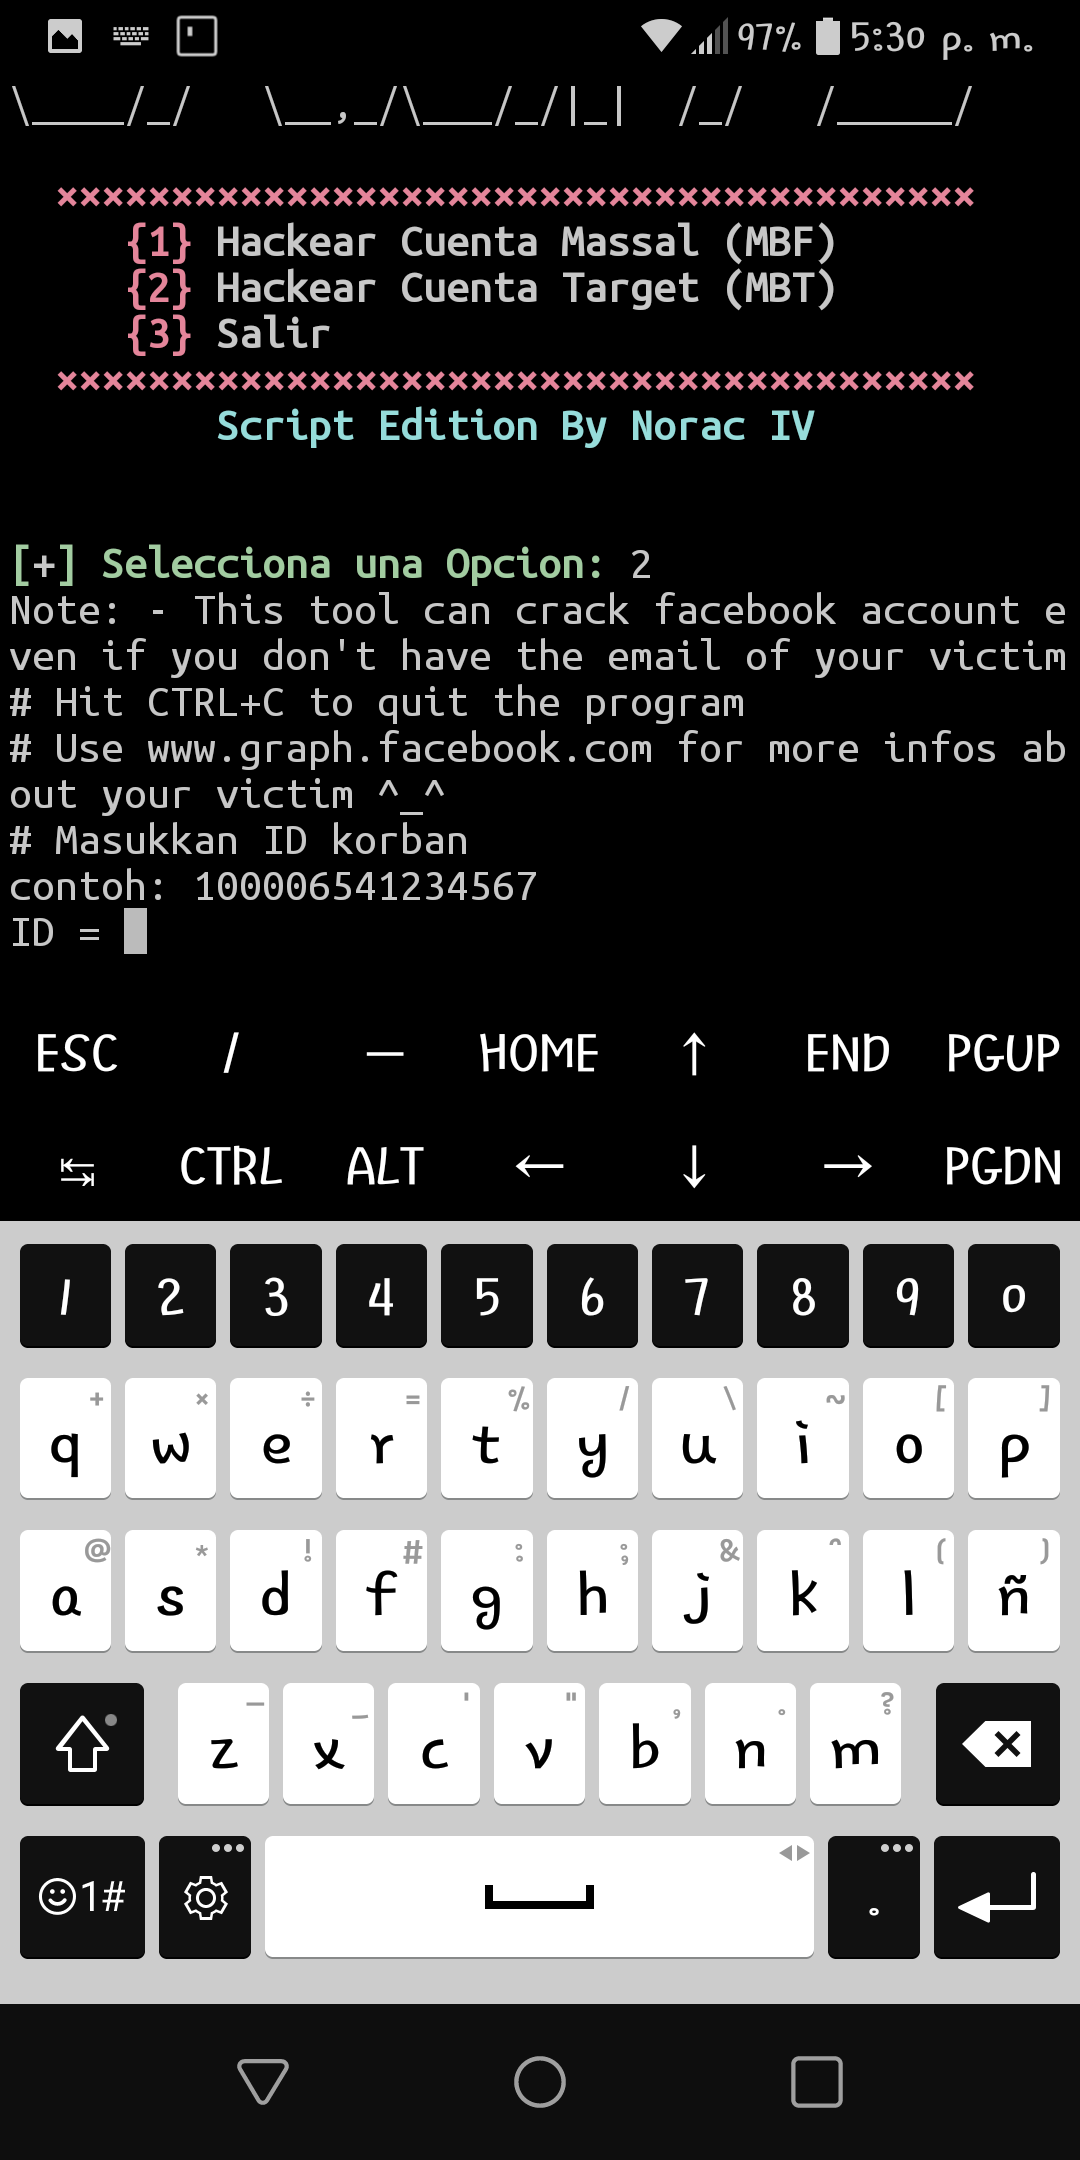 97% 5:30 p. m.
\____/_/   \__,_/\___/_/|_|  /_/   /_____/
××××××××××××××××××××××××××××××××××××××××
{1} Hackear Cuenta Massal (MBF)
{2} Hackear Cuenta Target (MBT)
{3} Salir
××××××××××××××××××××××××××××××××××××××××
Script Edition By Norac IV
[+] Selecciona una Opcion: 2
Note: - This tool can crack facebook account e
ven if you don't have the email of your victim
# Hit CTRL+C to quit the program
# Use www.graph.facebook.com for more infos ab
out your victim ^_^
# Masukkan ID korban
contoh: 100006541234567
ID =
ESC / — HOME ↑ END PGUP
↹ CTRL ALT ← ↓ → PGDN
1 2 3 4 5 6 7 8 9 0
+ × ÷ = % / \ ~ [ ]
q w e r t y u i o p
@ * ! # : ; & ^ ( )
a s d f g h j k l ñ
– _ ' " , . ?
z x c v b n m
1# .